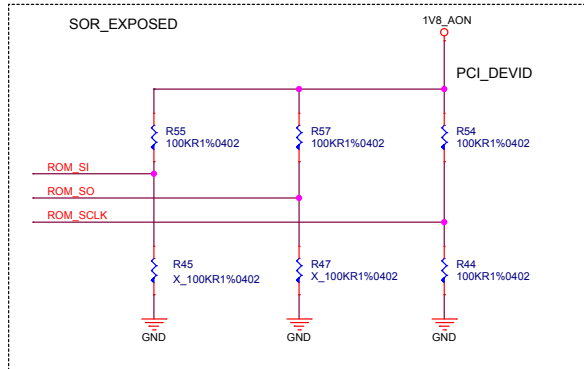 SOR_EXPOSED
1V8_AON
PCI_DEVID
R55
100KR1%0402
R57
100KR1%0402
R54
100KR1%0402
ROM_SI
ROM_SO
ROM_SCLK
R45
X_100KR1%0402
R47
X_100KR1%0402
R44
100KR1%0402
GND
GND
GND